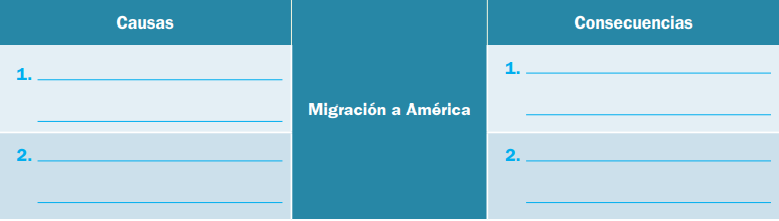 Causas
Consecuencias
1.
1.
Migración a América
2.
2.